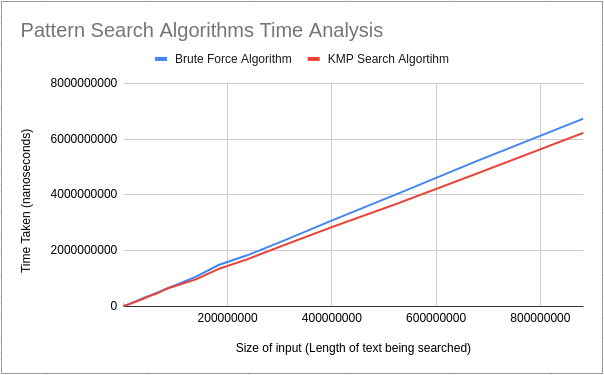 Pattern Search Algorithms Time Analysis
Brute Force Algorithm KMP Search Algortihm
8000000000
6000000000
4000000000
2000000000
0
Time Taken (nanoseconds)
200000000 400000000 600000000 800000000
Size of input (Length of text being searched)